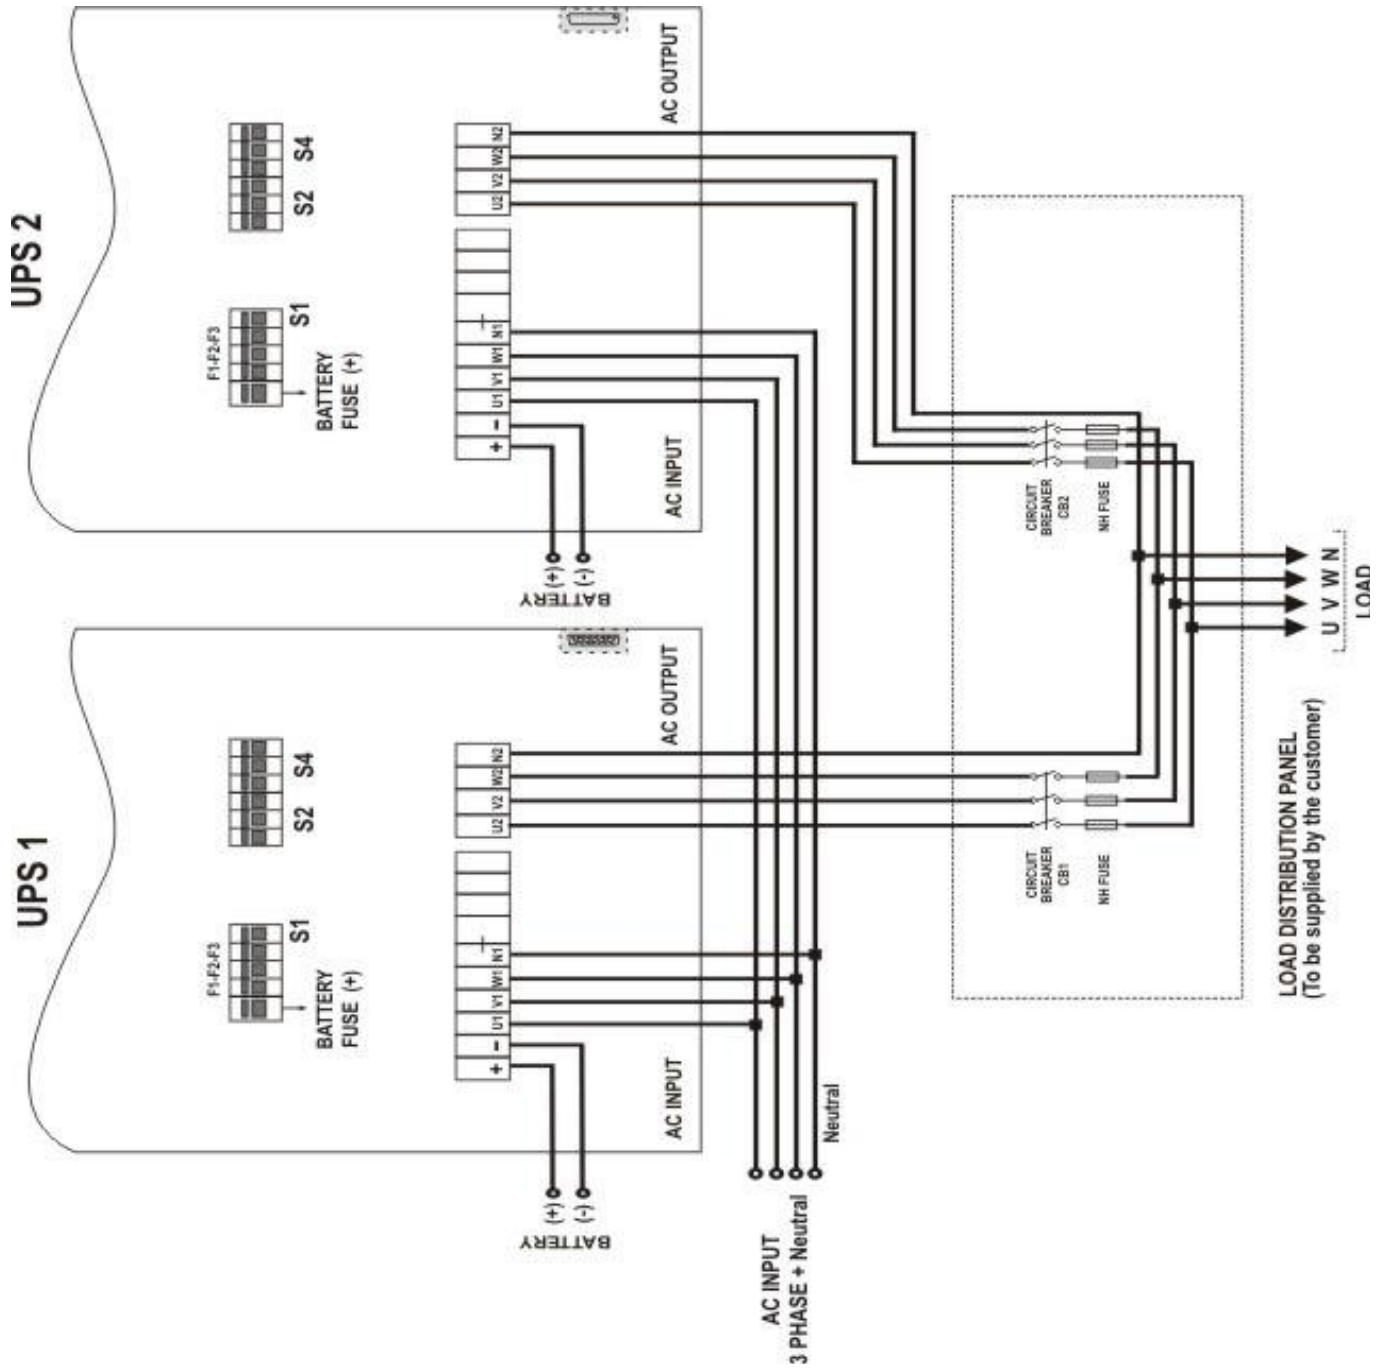 UPS 1
F1-F2-F3
S1
S2
S4
BATTERY
FUSE (+)
+
-
U1
V1
W1
N1
U2
V2
W2
N2
AC INPUT
AC OUTPUT
(+)
(-)
BATTERY
UPS 2
F1-F2-F3
S1
S2
S4
BATTERY
FUSE (+)
+
-
U1
V1
W1
N1
U2
V2
W2
N2
AC INPUT
AC OUTPUT
(+)
(-)
BATTERY
AC INPUT
3 PHASE + Neutral
Neutral
CIRCUIT
BREAKER
CB1
NH FUSE
CIRCUIT
BREAKER
CB2
NH FUSE
LOAD DISTRIBUTION PANEL
(To be supplied by the customer)
U V W N
LOAD